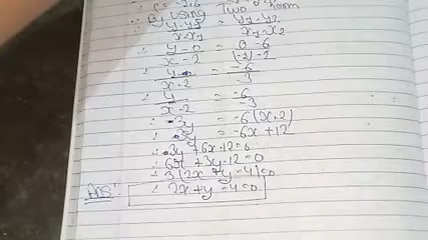 ∴ By using Two form
∴ y-y₁ = y₁-y₂
x-x₁ x₁-x₂
∴ y-0 = 0-6
x-2
∴ y = -6
x-2 -3
∴ y = -6
x-2 -3
∴ -3y = -6(x-2)
∴ 3y = -6x+12
∴ 3y+6x-12=0
∴ 6x+3y-12=0
∴ 3(2x+y-4)=0
Ans: ∴ 2x+y-4=0